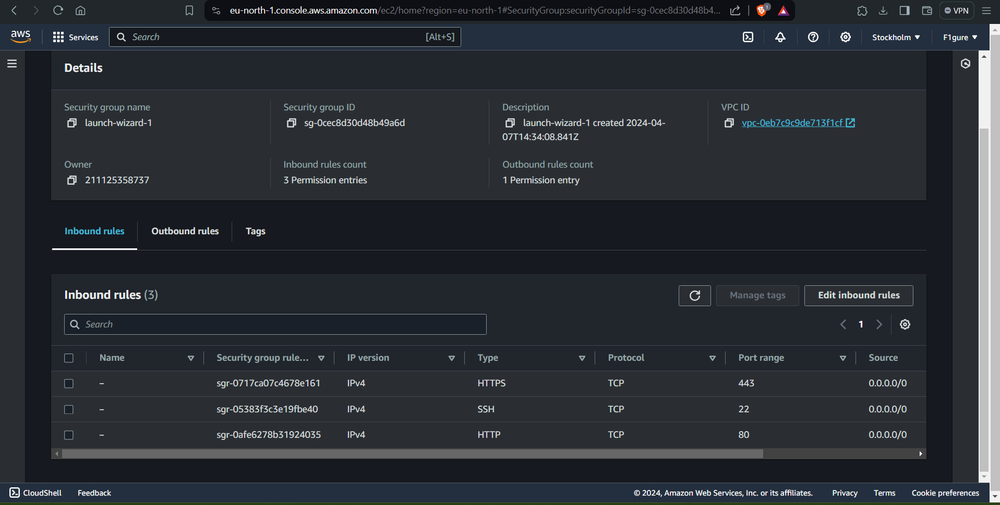 eu-north-1.console.aws.amazon.com/ec2/home?region=eu-north-1#SecurityGroup:securityGroupId=sg-0cec8d30d48b4... 1 VPN
aws Services Search [Alt+S] Stockholm ▼ F1gure ▼
Details
Security group name Security group ID Description VPC ID
launch-wizard-1 sg-0cec8d30d48b49a6d launch-wizard-1 created 2024-04- vpc-0eb7c9c9de713f1cf
07T14:34:08.841Z
Owner Inbound rules count Outbound rules count
211125358737 3 Permission entries 1 Permission entry
Inbound rules Outbound rules Tags
Inbound rules (3) Manage tags Edit inbound rules
Search 1
Name Security group rule... IP version Type Protocol Port range Source
– sgr-0717ca07c4678e161 IPv4 HTTPS TCP 443 0.0.0.0/0
– sgr-05383f3c3e19fbe40 IPv4 SSH TCP 22 0.0.0.0/0
– sgr-0afe6278b31924035 IPv4 HTTP TCP 80 0.0.0.0/0
CloudShell Feedback © 2024, Amazon Web Services, Inc. or its affiliates. Privacy Terms Cookie preferences